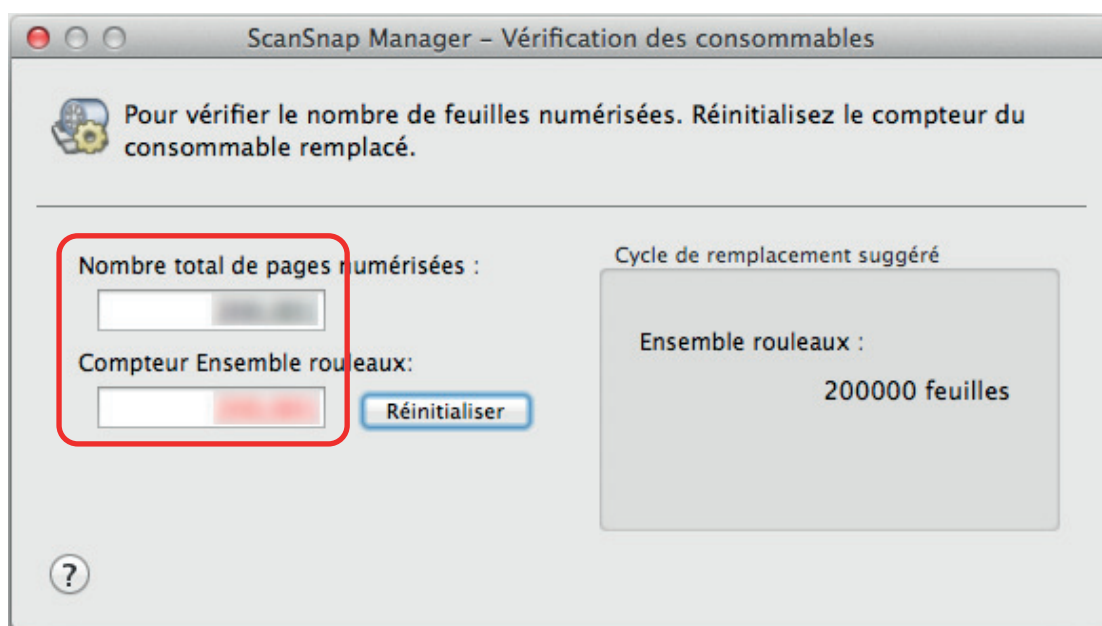 ScanSnap Manager – Vérification des consommables
Pour vérifier le nombre de feuilles numérisées. Réinitialisez le compteur du
consommable remplacé.
Nombre total de pages numérisées :
Compteur Ensemble rouleaux:
Réinitialiser
Cycle de remplacement suggéré
Ensemble rouleaux :
200000 feuilles
?